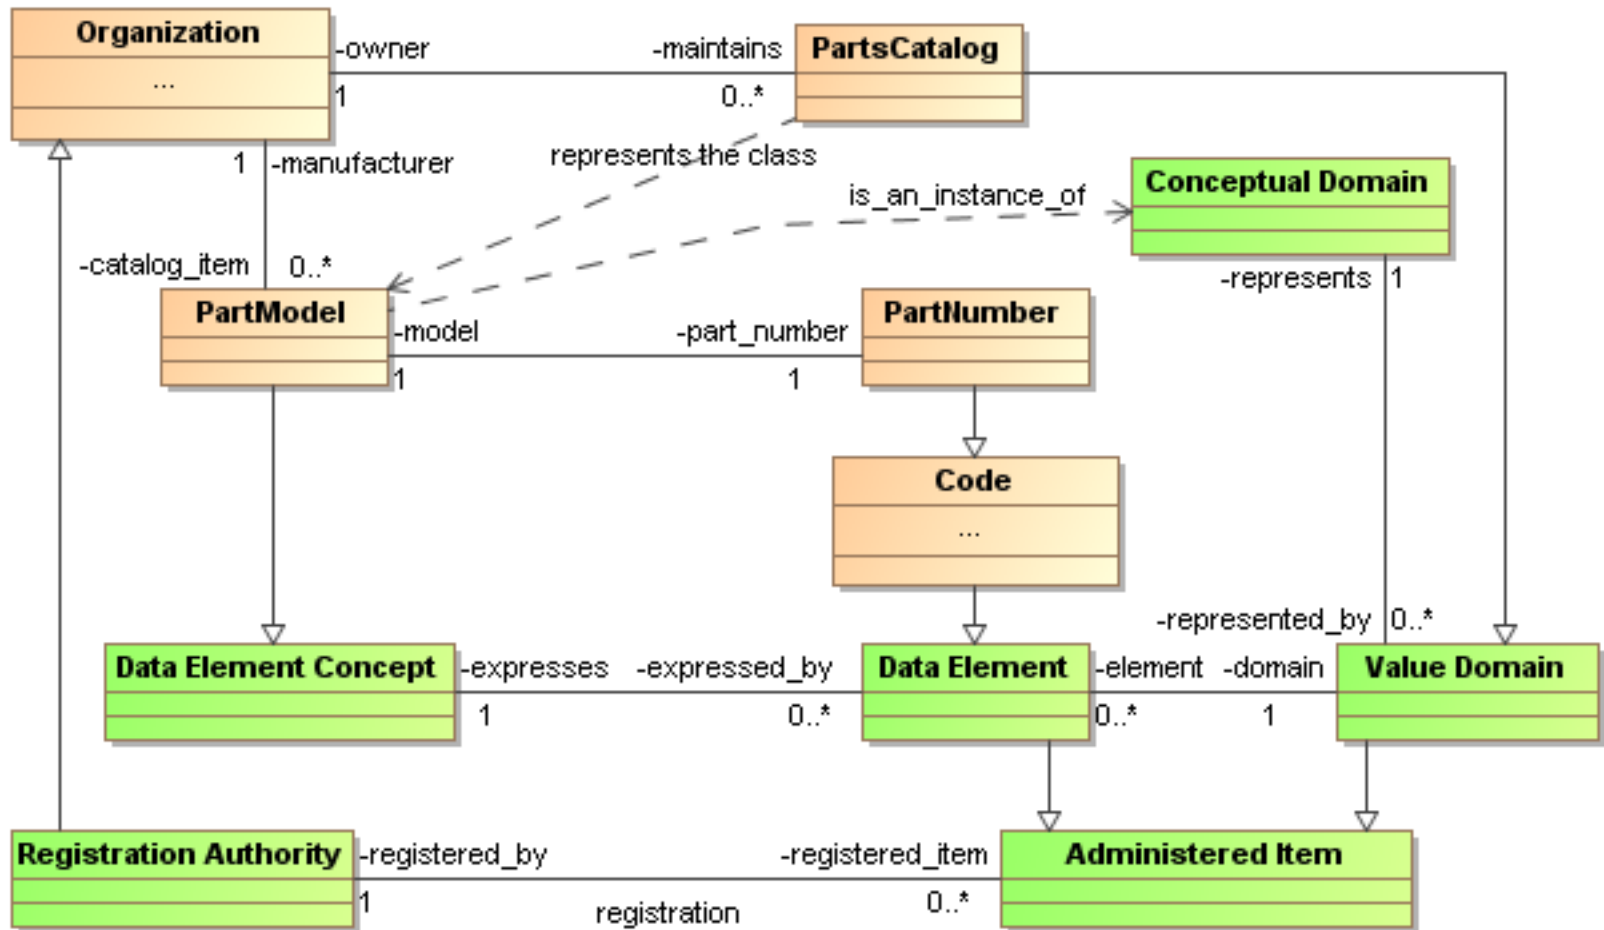 Organization
...
-owner
1
-maintains
0..*
PartsCatalog
1
-manufacturer
represents the class
is_an_instance_of
Conceptual Domain
-catalog_item
0..*
-represents
1
PartModel
-model
1
-part_number
1
PartNumber
Code
...
-represented_by
0..*
Data Element Concept
-expresses
1
-expressed_by
0..*
Data Element
-element
0..*
-domain
1
Value Domain
Registration Authority
-registered_by
1
registration
-registered_item
0..*
Administered Item